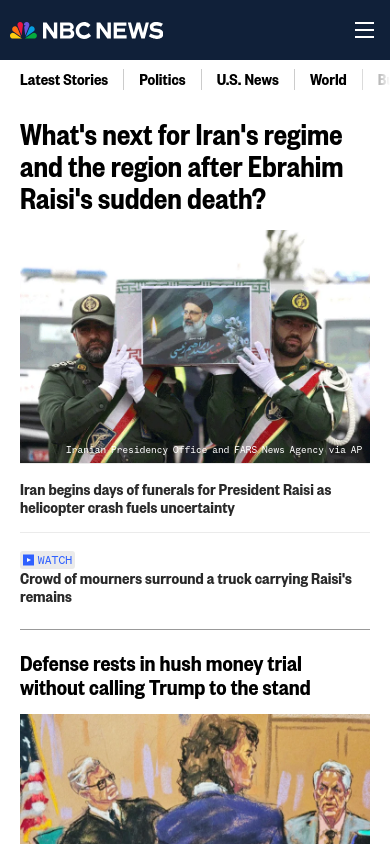 NBC NEWS
Latest Stories
Politics
U.S. News
World
What's next for Iran's regime
and the region after Ebrahim
Raisi's sudden death?
Iranian Presidency Office and FARS News Agency via AP
Iran begins days of funerals for President Raisi as
helicopter crash fuels uncertainty
WATCH
Crowd of mourners surround a truck carrying Raisi's
remains
Defense rests in hush money trial
without calling Trump to the stand